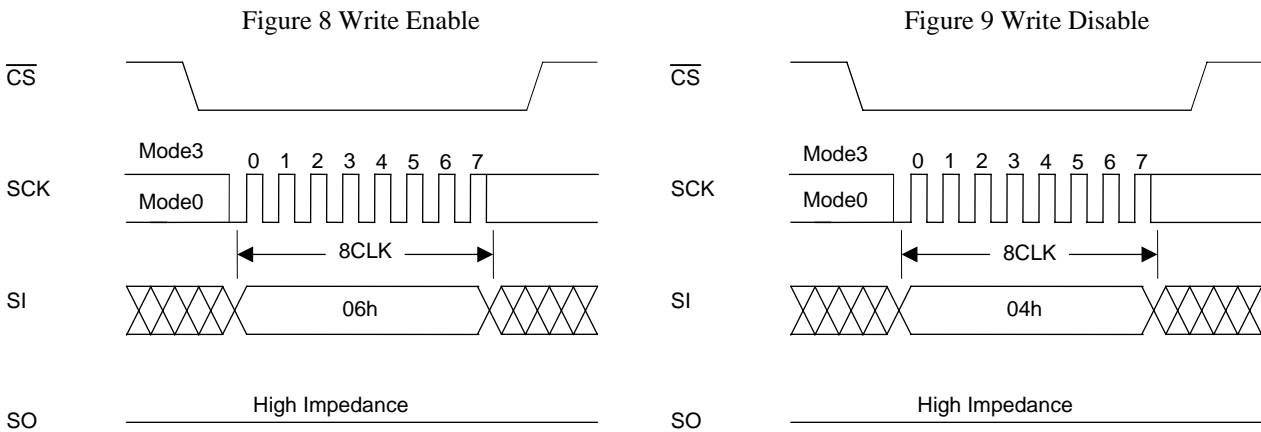 Figure 8 Write Enable
CS
Mode3
0 1 2 3 4 5 6 7
SCK
Mode0
8CLK
SI
06h
High Impedance
SO
Figure 9 Write Disable
CS
Mode3
0 1 2 3 4 5 6 7
SCK
Mode0
8CLK
SI
04h
High Impedance
SO